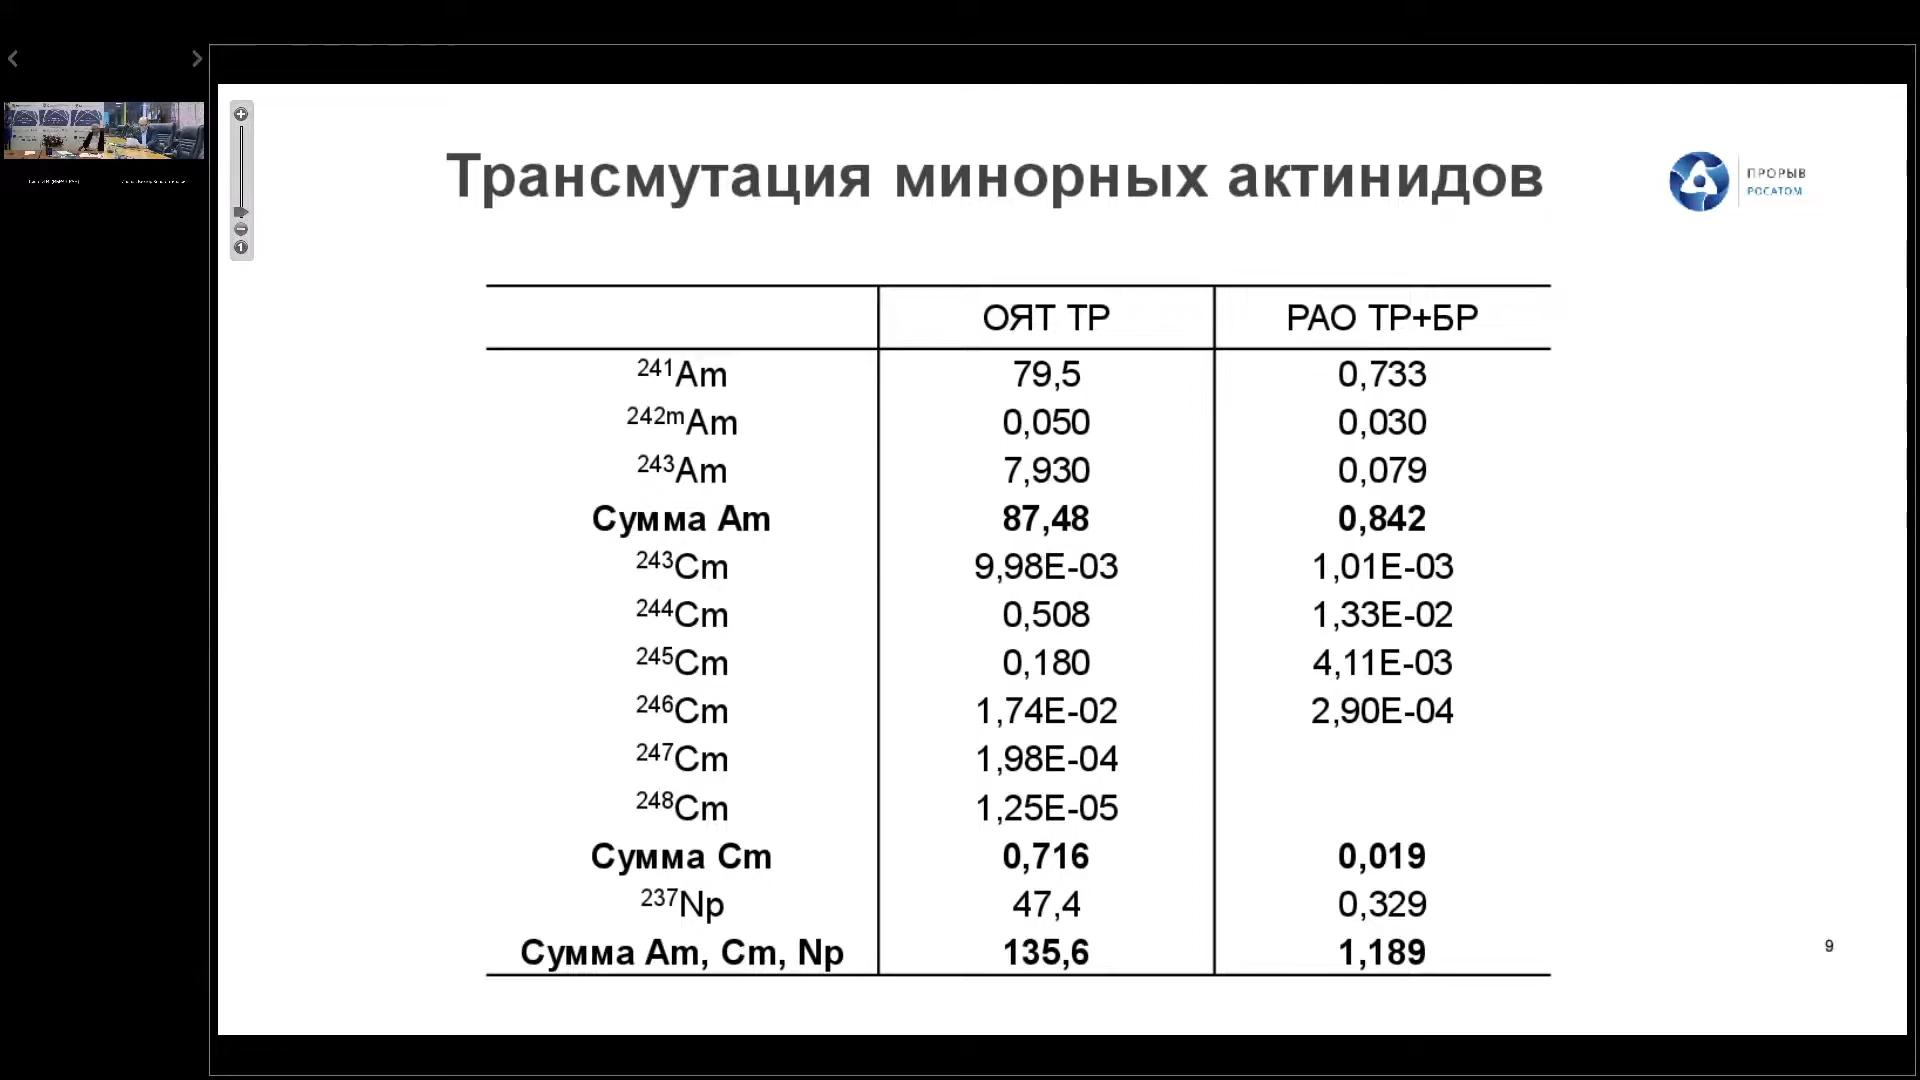 Трансмутация минорных актинидов
ПРОРЫВ
РОСАТОМ
ОЯТ ТР РАО ТР+БР
241Am 79,5 0,733
242mAm 0,050 0,030
243Am 7,930 0,079
Сумма Am 87,48 0,842
243Cm 9,98E-03 1,01E-03
244Cm 0,508 1,33E-02
245Cm 0,180 4,11E-03
246Cm 1,74E-02 2,90E-04
247Cm 1,98E-04
248Cm 1,25E-05
Сумма Cm 0,716 0,019
237Np 47,4 0,329
Сумма Am, Cm, Np 135,6 1,189
9
1